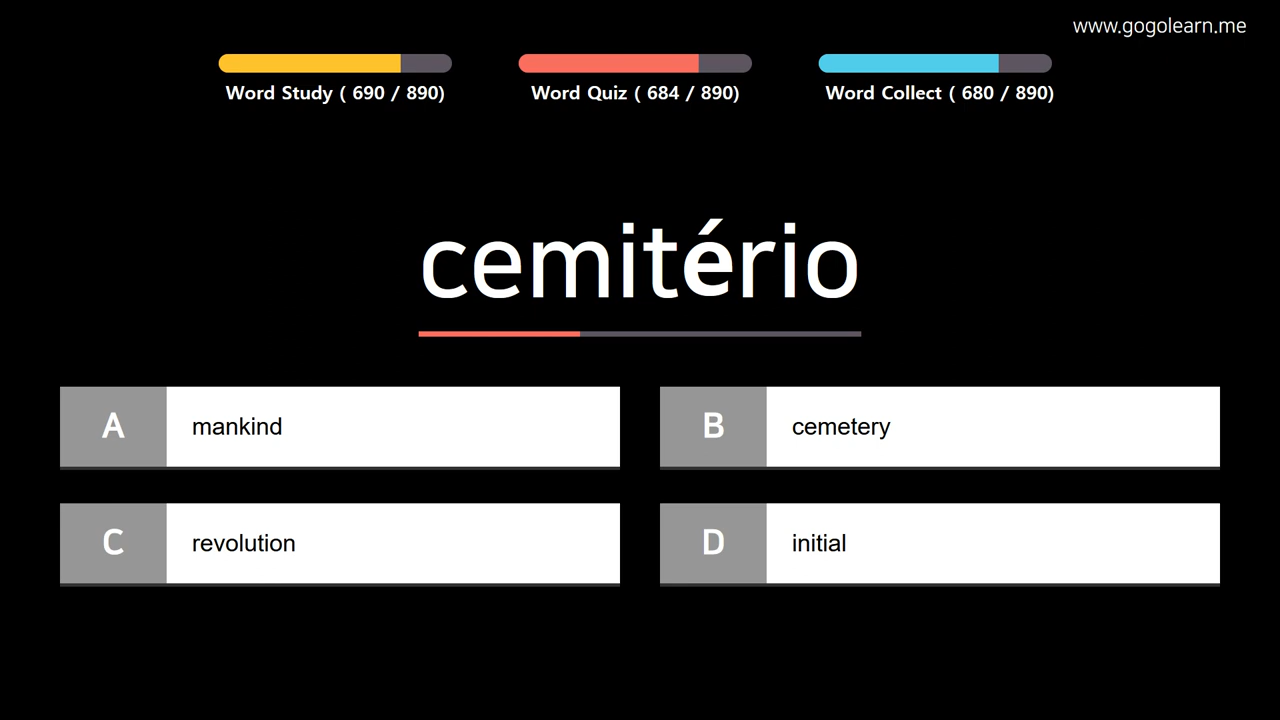 www.gogolearn.me
Word Study ( 690 / 890)
Word Quiz ( 684 / 890)
Word Collect ( 680 / 890)
cemitério
A mankind
B cemetery
C revolution
D initial